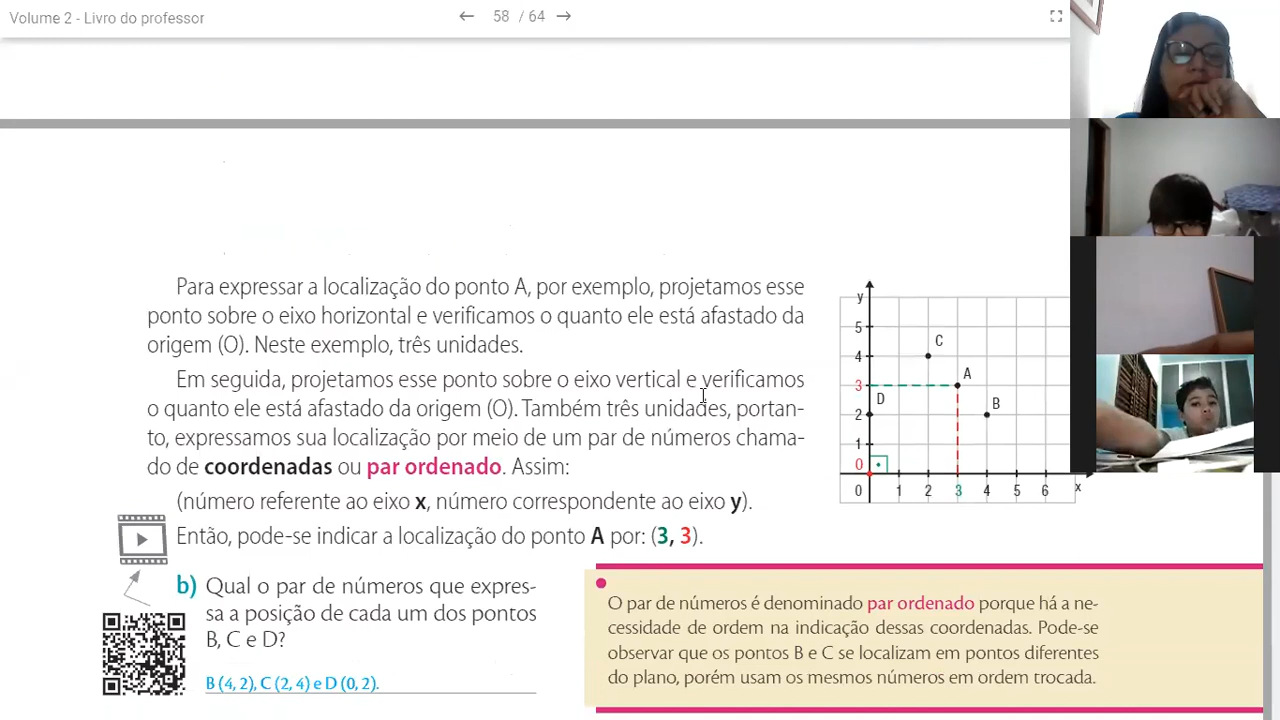 Volume 2 - Livro do professor
← 58 / 64 →
Para expressar a localização do ponto A, por exemplo, projetamos esse
ponto sobre o eixo horizontal e verificamos o quanto ele está afastado da
origem (O). Neste exemplo, três unidades.
Em seguida, projetamos esse ponto sobre o eixo vertical e verificamos
o quanto ele está afastado da origem (O). Também três unidades, portan-
to, expressamos sua localização por meio de um par de números chama-
do de coordenadas ou par ordenado. Assim:
(número referente ao eixo x, número correspondente ao eixo y).
Então, pode-se indicar a localização do ponto A por: (3, 3).
y
5
4
3
2
1
0
C
A
D
B
0 1 2 3 4 5 6 x
b) Qual o par de números que expres-
sa a posição de cada um dos pontos
B, C e D?
B (4, 2), C (2, 4) e D (0, 2).
O par de números é denominado par ordenado porque há a ne-
cessidade de ordem na indicação dessas coordenadas. Pode-se
observar que os pontos B e C se localizam em pontos diferentes
do plano, porém usam os mesmos números em ordem trocada.